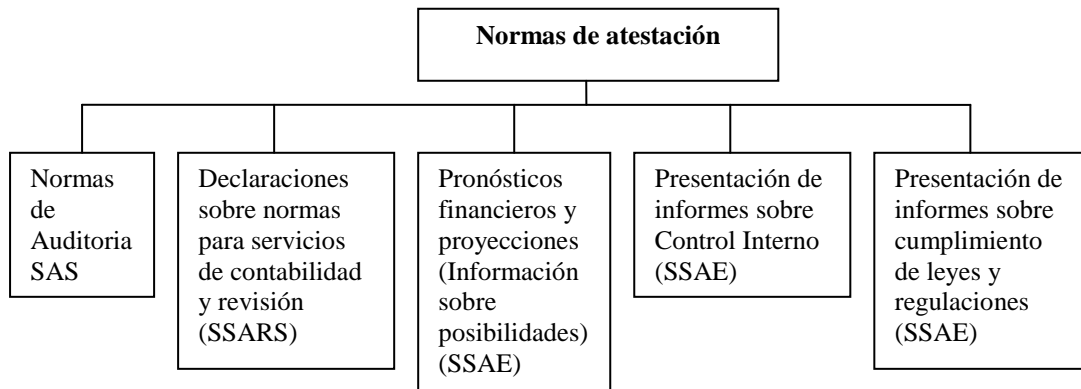 Normas de atestación
Normas
de
Auditoria
SAS
Declaraciones
sobre normas
para servicios
de contabilidad
y revisión
(SSARS)
Pronósticos
financieros y
proyecciones
(Información
sobre
posibilidades)
(SSAE)
Presentación de
informes sobre
Control Interno
(SSAE)
Presentación de
informes sobre
cumplimiento
de leyes y
regulaciones
(SSAE)